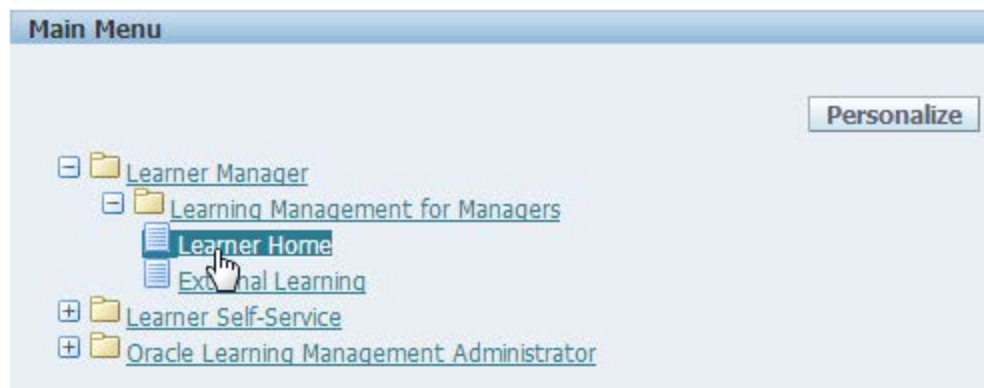 Main Menu
Personalize
Learner Manager
Learning Management for Managers
Learner Home
External Learning
Learner Self-Service
Oracle Learning Management Administrator